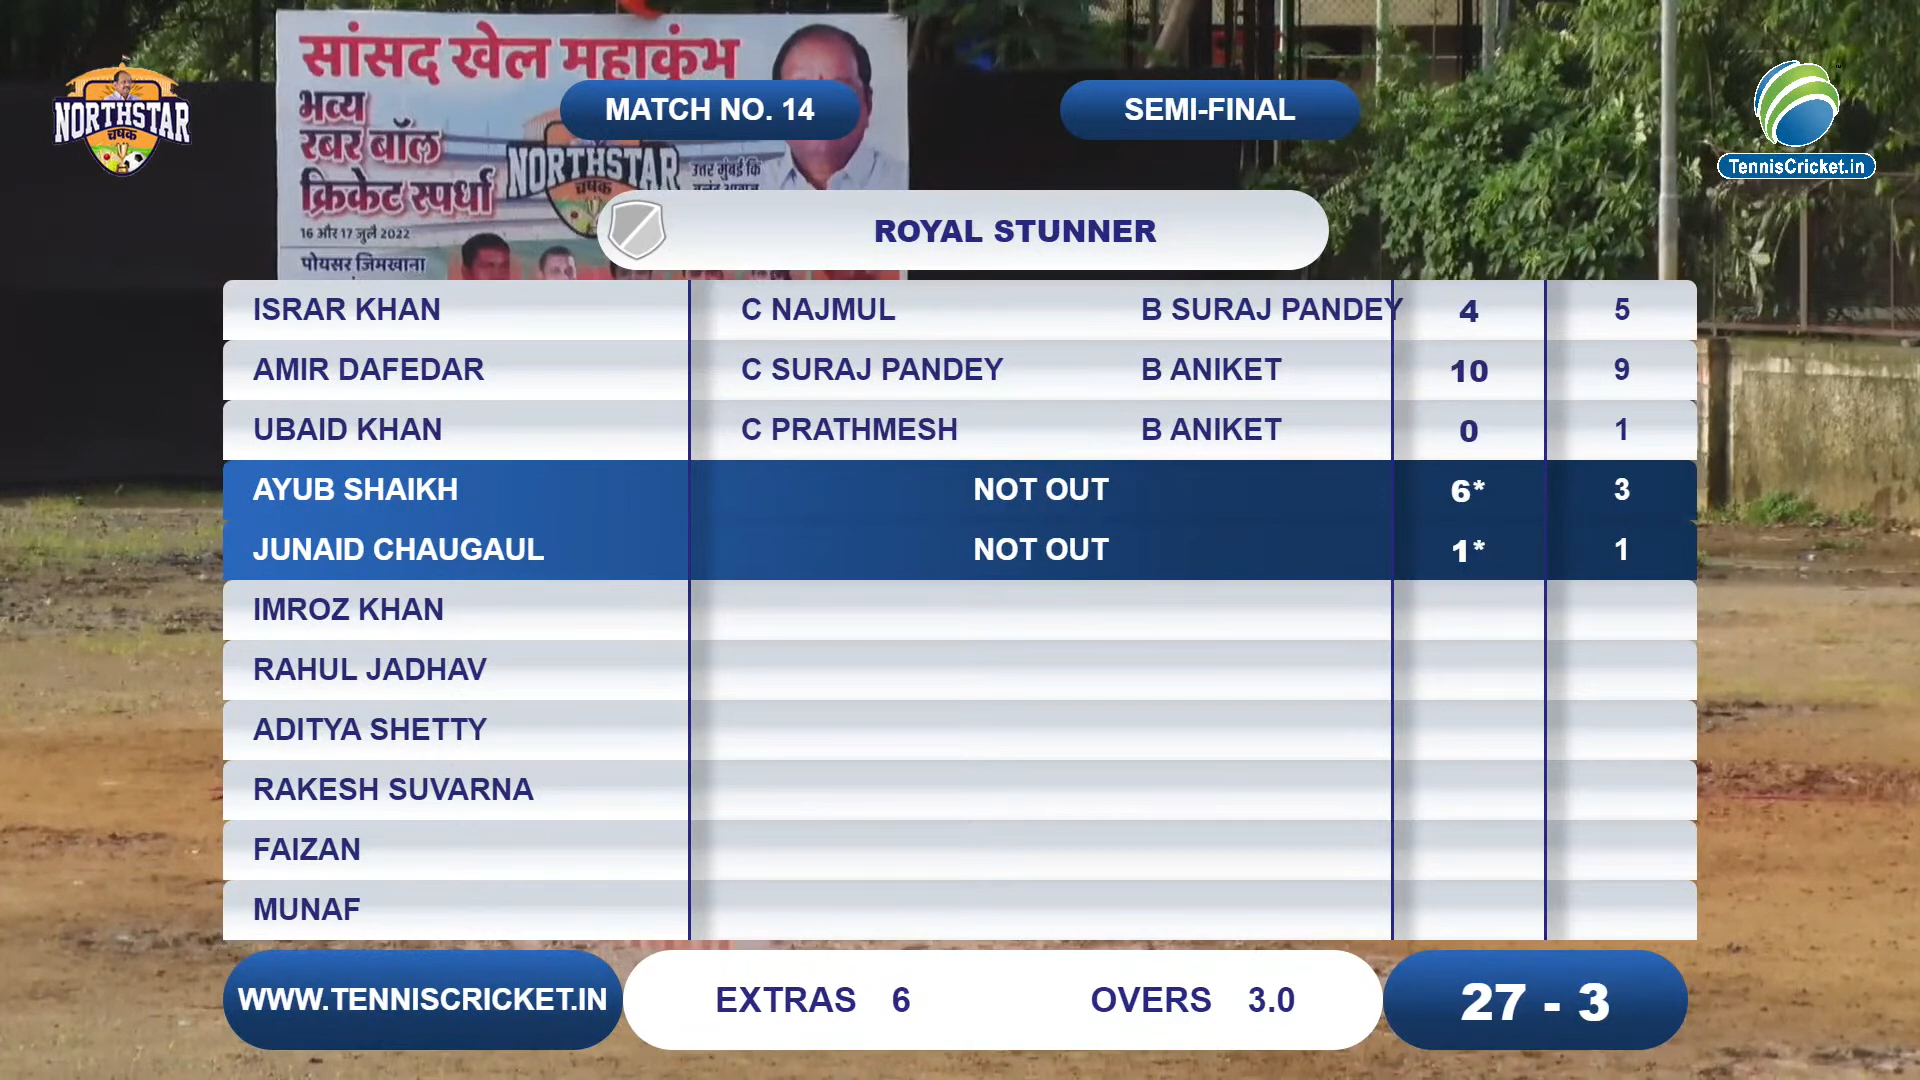 सांसद खेल महाकंभ
भव्य
रबर बॉल
क्रिकेट स्पर्धा
NORTHSTAR
चषक
उत्तर मुंबई कि
16 और 17 जुलै 2022
पोयसर जिमखाना
NORTHSTAR
चषक
MATCH NO. 14
SEMI-FINAL
TennisCricket.in
ROYAL STUNNER
ISRAR KHAN C NAJMUL B SURAJ PANDEY 4 5
AMIR DAFEDAR C SURAJ PANDEY B ANIKET 10 9
UBAID KHAN C PRATHMESH B ANIKET 0 1
AYUB SHAIKH NOT OUT 6* 3
JUNAID CHAUGAUL NOT OUT 1* 1
IMROZ KHAN
RAHUL JADHAV
ADITYA SHETTY
RAKESH SUVARNA
FAIZAN
MUNAF
WWW.TENNISCRICKET.IN EXTRAS 6 OVERS 3.0 27 - 3